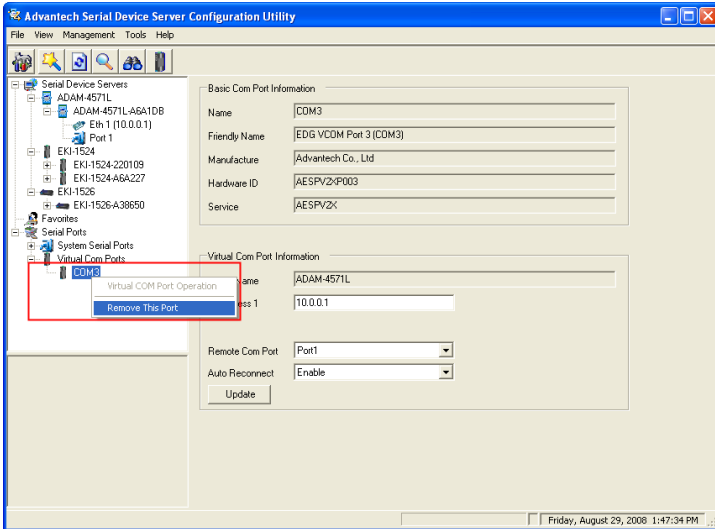 Advantech Serial Device Server Configuration Utility
File View Management Tools Help
Serial Device Servers
ADAM-4571L
ADAM-4571L-A6A1DB
Eth 1 (10.0.0.1)
Port 1
EKI-1524
EKI-1524-220109
EKI-1524-A6A227
EKI-1526
EKI-1526-A38650
Favorites
Serial Ports
System Serial Ports
Virtual Com Ports
COM3
Virtual COM Port Operation
Remove This Port
Basic Com Port Information
Name COM3
Friendly Name EDG VCOM Port 3 (COM3)
Manufacture Advantech Co., Ltd
Hardware ID AESPV2XP003
Service AESPV2X
Virtual Com Port Information
ame ADAM-4571L
ess 1 10.0.0.1
Remote Com Port Port1
Auto Reconnect Enable
Update
Friday, August 29, 2008 1:47:34 PM